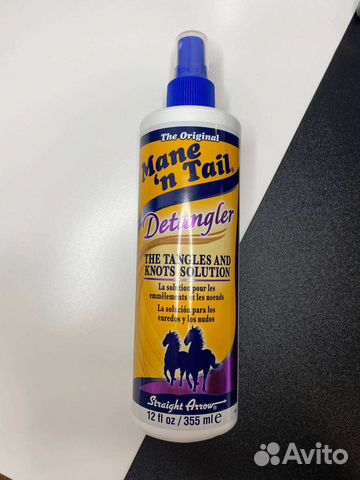 The Original
Mane
'n Tail®
Detangler
THE TANGLES AND
KNOTS SOLUTION
La solution pour les
emmêlements et les noeuds
La solución para los
enredos y los nudos
Straight Arrow®
12 fl oz / 355 ml e
Avito